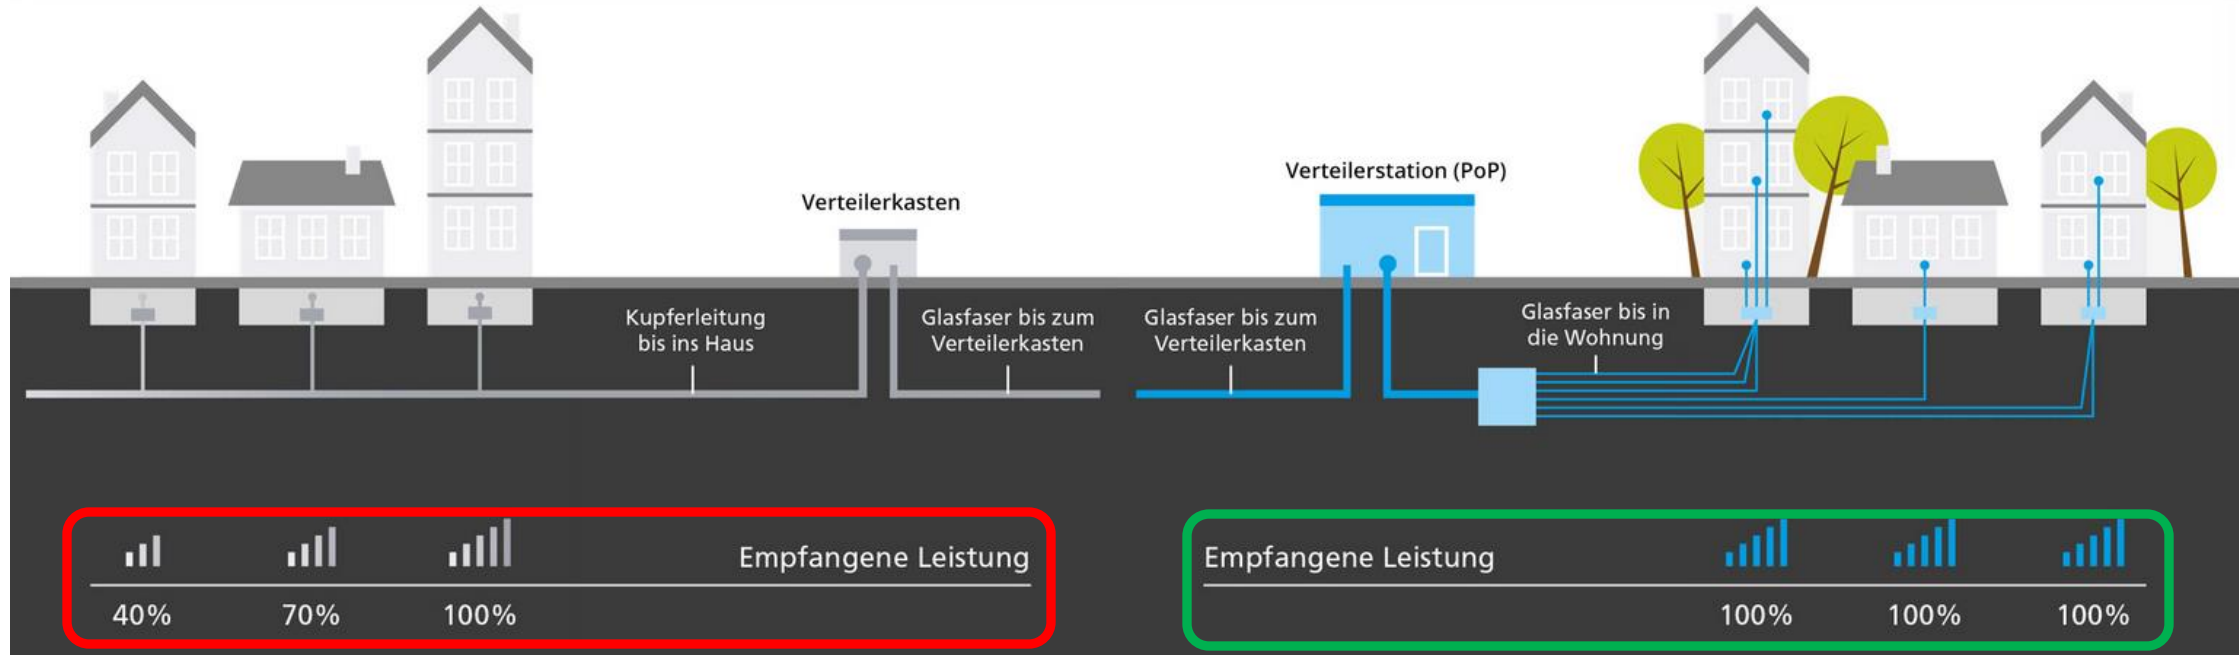 Verteilerkasten
Verteilerstation (PoP)
Kupferleitung
bis ins Haus
Glasfaser bis zum
Verteilerkasten
Glasfaser bis zum
Verteilerkasten
Glasfaser bis in
die Wohnung
Empfangene Leistung
40%
70%
100%
Empfangene Leistung
100%
100%
100%